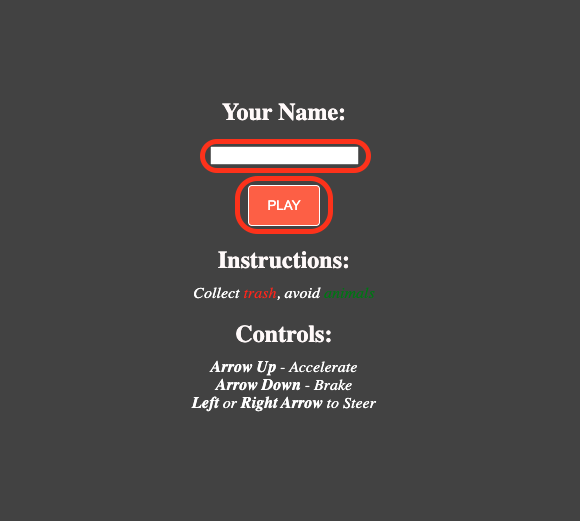 Your Name:
PLAY
Instructions:
Collect trash, avoid animals
Controls:
Arrow Up - Accelerate
Arrow Down - Brake
Left or Right Arrow to Steer